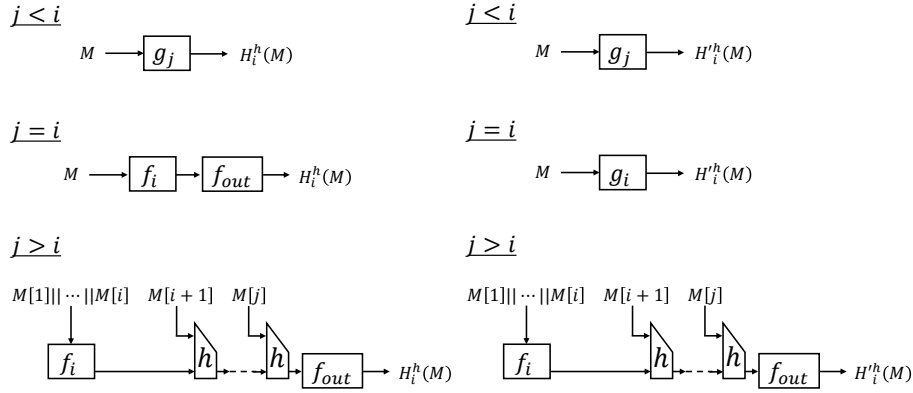 j < i
M g_j H_i^h(M)
j = i
M f_i f_out H_i^h(M)
j > i
M[1]|| ⋯ ||M[i] M[i + 1] M[j]
f_i h h f_out H_i^h(M)
j < i
M g_j H'_i^h(M)
j = i
M g_i H'_i^h(M)
j > i
M[1]|| ⋯ ||M[i] M[i + 1] M[j]
f_i h h f_out H'_i^h(M)